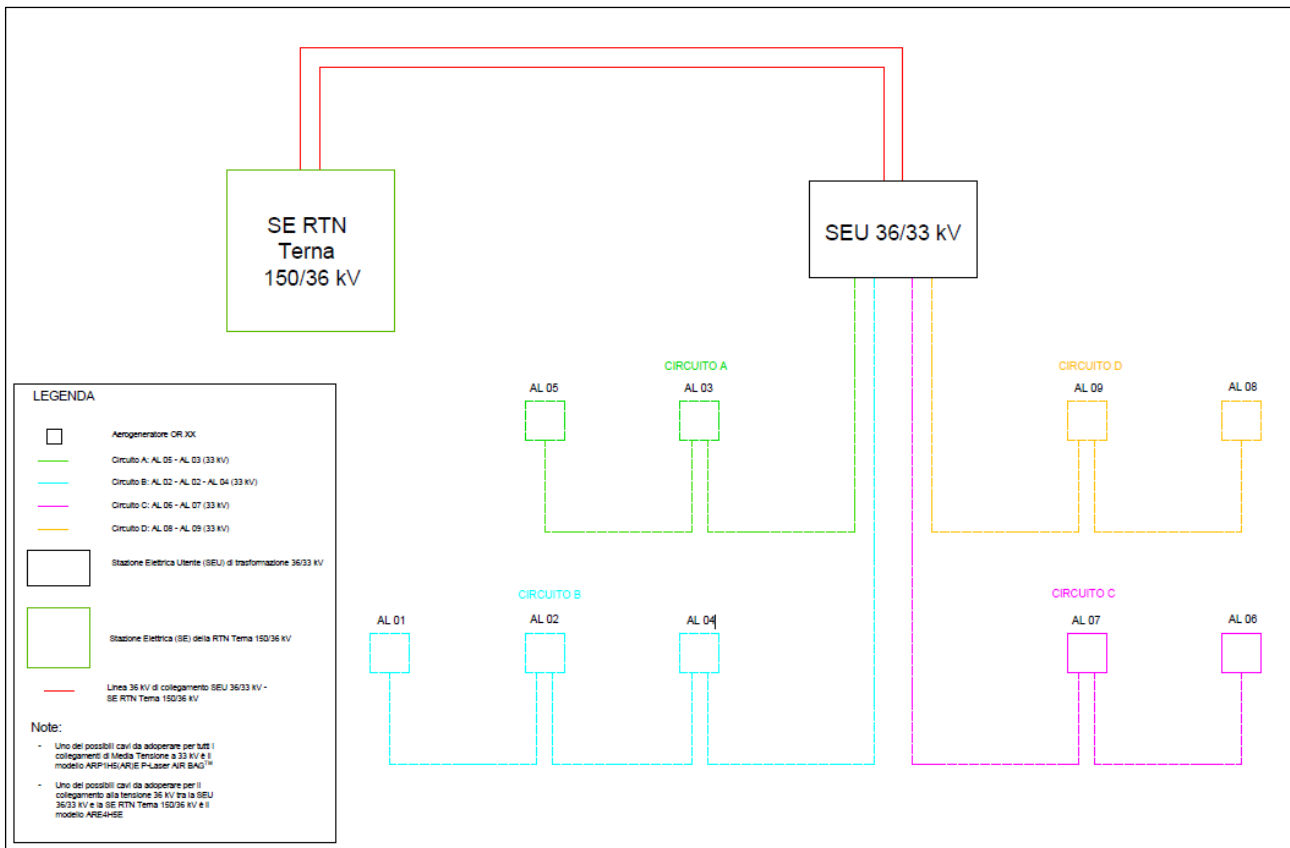 SE RTN
Terna
150/36 kV
SEU 36/33 kV
CIRCUITO A
AL 05
AL 03
CIRCUITO D
AL 09
AL 08
CIRCUITO B
AL 01
AL 02
AL 04
CIRCUITO C
AL 07
AL 06
LEGENDA
Aerogeneratore OR XX
Circuito A: AL 05 - AL 03 (33 kV)
Circuito B: AL 02 - AL 02 - AL 04 (33 kV)
Circuito C: AL 06 - AL 07 (33 kV)
Circuito D: AL 08 - AL 09 (33 kV)
Stazione Elettrica Utente (SEU) di trasformazione 36/33 kV
Stazione Elettrica (SE) della RTN Terna 150/36 kV
Linea 36 kV di collegamento SEU 36/33 kV -
SE RTN Terna 150/36 kV
Note:
- Uno dei possibili cavi da adoperare per tutti i
collegamenti di Media Tensione a 33 kV è il
modello ARP1H5(AR)E P-Laser AIR BAG™
- Uno dei possibili cavi da adoperare per il
collegamento alla tensione 36 kV tra la SEU
36/33 kV e la SE RTN Terna 150/36 kV è il
modello ARE4H5E